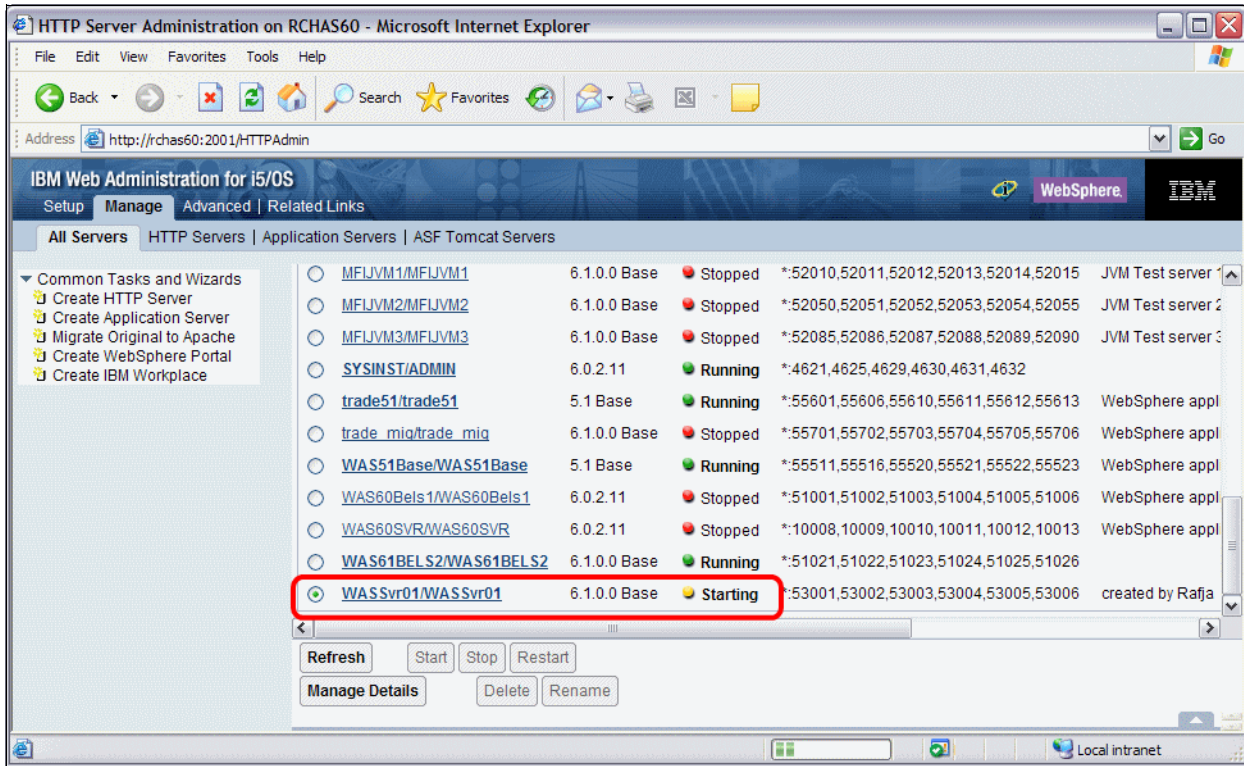 HTTP Server Administration on RCHAS60 - Microsoft Internet Explorer
File Edit View Favorites Tools Help
Back Search Favorites
Address http://rchas60:2001/HTTPAdmin Go
IBM Web Administration for i5/OS
WebSphere. IBM
Setup Manage Advanced | Related Links
All Servers HTTP Servers | Application Servers | ASF Tomcat Servers
Common Tasks and Wizards
Create HTTP Server
Create Application Server
Migrate Original to Apache
Create WebSphere Portal
Create IBM Workplace
MFIJVM1/MFIJVM1 6.1.0.0 Base Stopped *:52010,52011,52012,52013,52014,52015 JVM Test server 1
MFIJVM2/MFIJVM2 6.1.0.0 Base Stopped *:52050,52051,52052,52053,52054,52055 JVM Test server 2
MFIJVM3/MFIJVM3 6.1.0.0 Base Stopped *:52085,52086,52087,52088,52089,52090 JVM Test server 3
SYSINST/ADMIN 6.0.2.11 Running *:4621,4625,4629,4630,4631,4632
trade51/trade51 5.1 Base Running *:55601,55606,55610,55611,55612,55613 WebSphere appli
trade_mig/trade_mig 6.1.0.0 Base Stopped *:55701,55702,55703,55704,55705,55706 WebSphere appli
WAS51Base/WAS51Base 5.1 Base Running *:55511,55516,55520,55521,55522,55523 WebSphere appli
WAS60Bels1/WAS60Bels1 6.0.2.11 Stopped *:51001,51002,51003,51004,51005,51006 WebSphere appli
WAS60SVR/WAS60SVR 6.0.2.11 Stopped *:10008,10009,10010,10011,10012,10013 WebSphere appli
WAS61BELS2/WAS61BELS2 6.1.0.0 Base Running *:51021,51022,51023,51024,51025,51026
WASSvr01/WASSvr01 6.1.0.0 Base Starting *:53001,53002,53003,53004,53005,53006 created by Rafja
Refresh Start Stop Restart
Manage Details Delete Rename
Local intranet